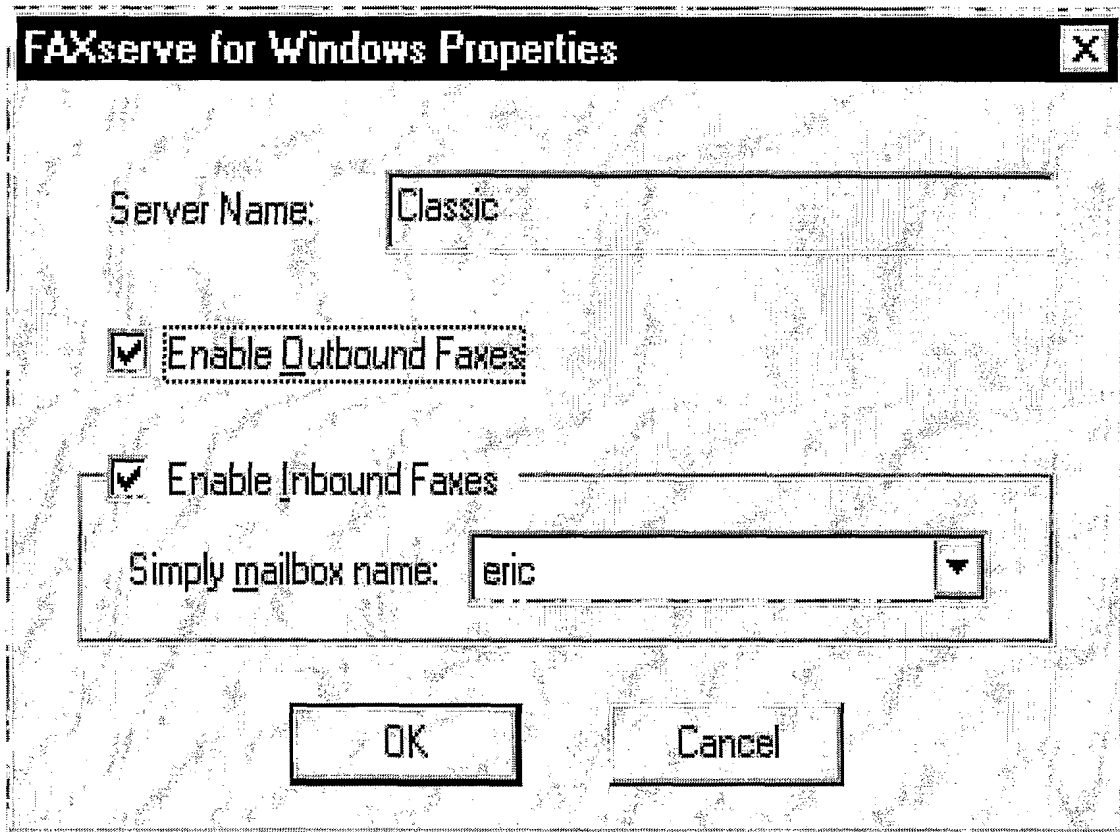 FAXserve for Windows Properties
Server Name: Classic
Enable Outbound Faxes
Enable Inbound Faxes
Simply mailbox name: eric
OK Cancel